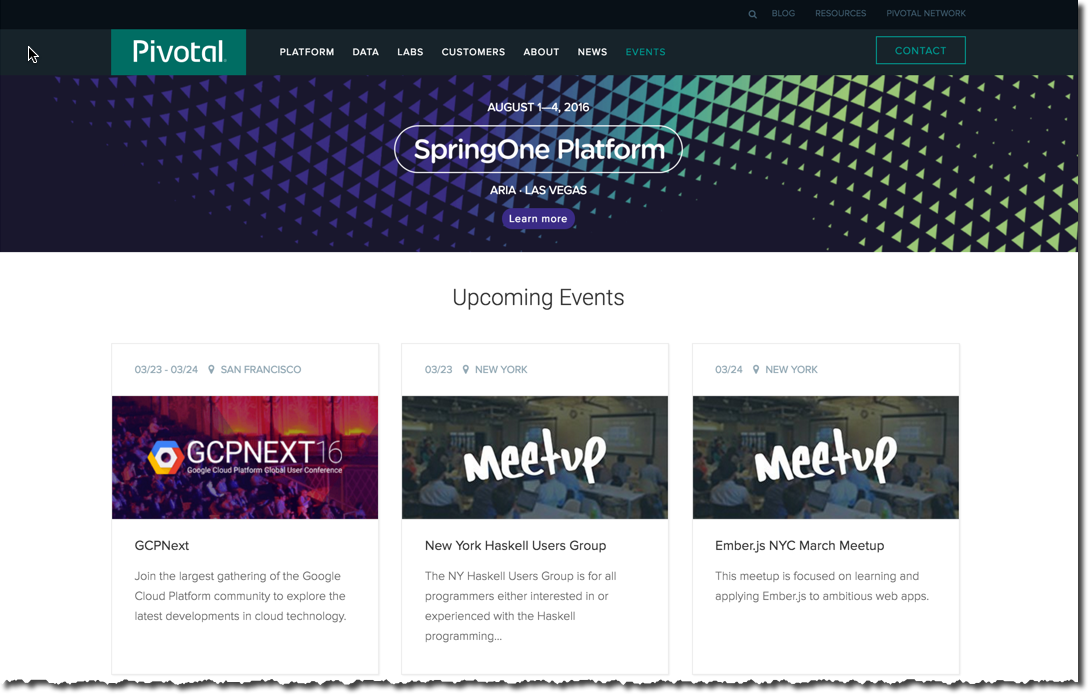 BLOG RESOURCES PIVOTAL NETWORK
Pivotal.
PLATFORM DATA LABS CUSTOMERS ABOUT NEWS EVENTS
CONTACT
AUGUST 1—4, 2016
SpringOne Platform
ARIA · LAS VEGAS
Learn more
Upcoming Events
03/23 - 03/24 SAN FRANCISCO
GCPNEXT16
Google Cloud Platform Global User Conference
GCPNext
Join the largest gathering of the Google
Cloud Platform community to explore the
latest developments in cloud technology.
03/23 NEW YORK
Meetup
New York Haskell Users Group
The NY Haskell Users Group is for all
programmers either interested in or
experienced with the Haskell
programming...
03/24 NEW YORK
Meetup
Ember.js NYC March Meetup
This meetup is focused on learning and
applying Ember.js to ambitious web apps.